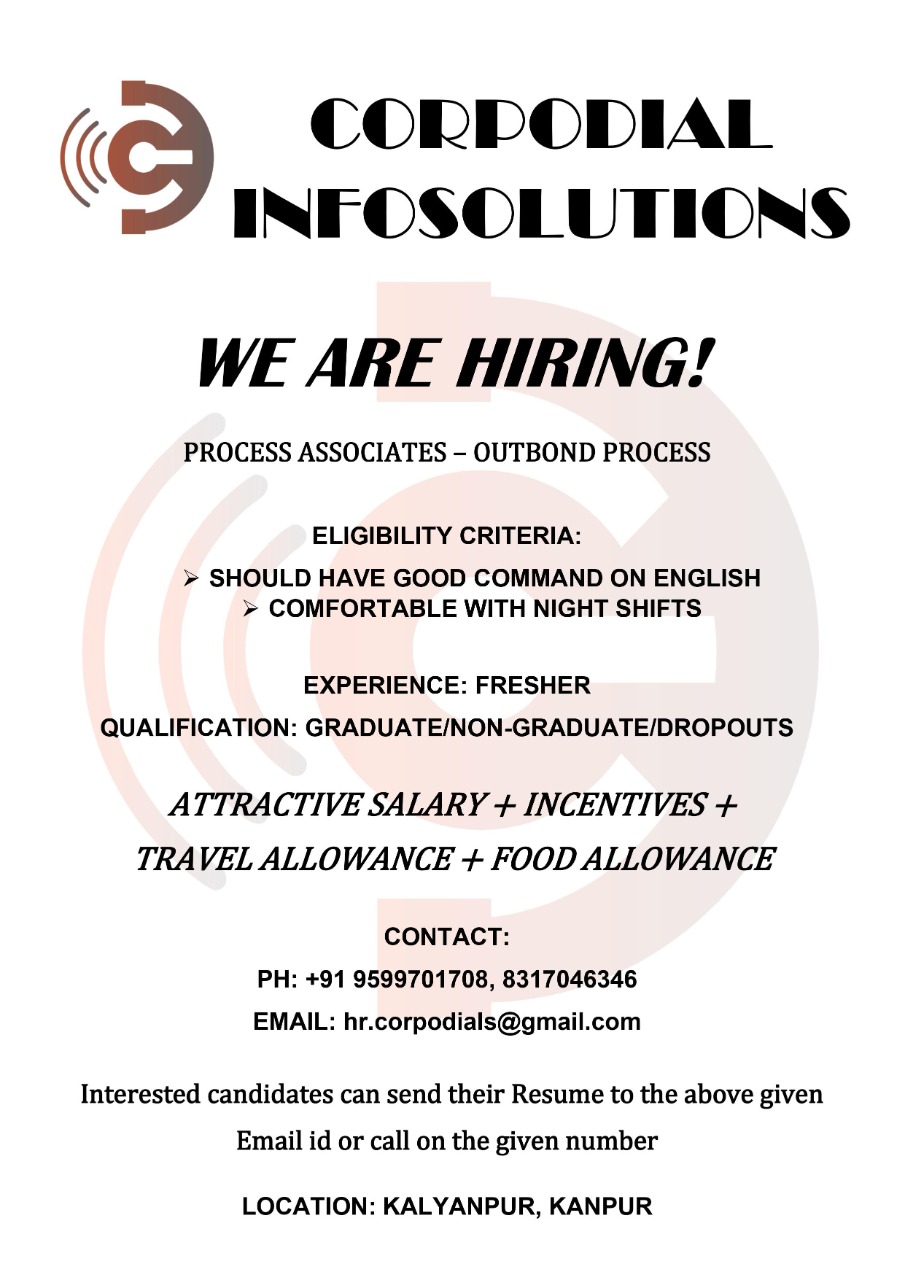 CORPODIAL
INFOSOLUTIONS
WE ARE HIRING!
PROCESS ASSOCIATES – OUTBOND PROCESS
ELIGIBILITY CRITERIA:
➢ SHOULD HAVE GOOD COMMAND ON ENGLISH
➢ COMFORTABLE WITH NIGHT SHIFTS
EXPERIENCE: FRESHER
QUALIFICATION: GRADUATE/NON-GRADUATE/DROPOUTS
ATTRACTIVE SALARY + INCENTIVES +
TRAVEL ALLOWANCE + FOOD ALLOWANCE
CONTACT:
PH: +91 9599701708, 8317046346
EMAIL: hr.corpodials@gmail.com
Interested candidates can send their Resume to the above given
Email id or call on the given number
LOCATION: KALYANPUR, KANPUR